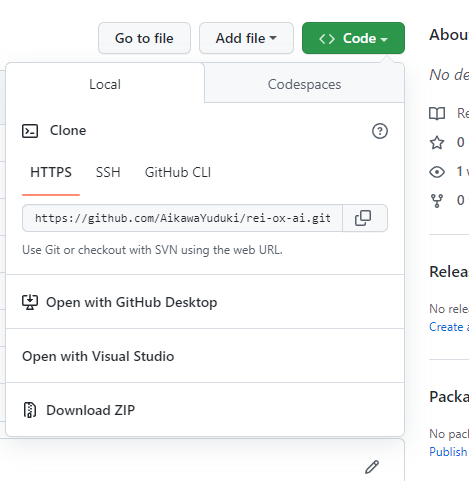 Go to file
Add file
<> Code
Local
Codespaces
Clone
HTTPS
SSH
GitHub CLI
https://github.com/AikawaYuduki/rei-ox-ai.git
Use Git or checkout with SVN using the web URL.
Open with GitHub Desktop
Open with Visual Studio
Download ZIP
Abou
No de
Re
0
1 w
0
Relea
No rele
Create a
Packa
No pac
Publish